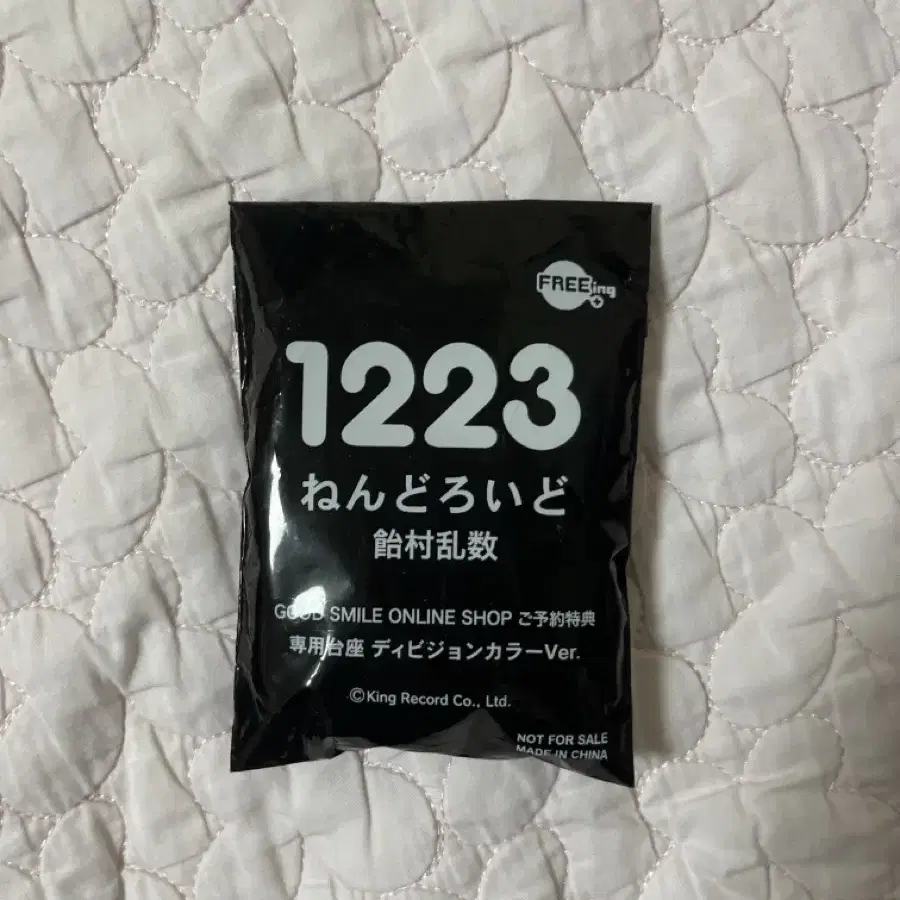 FREEing
1223
ねんどろいど
飴村乱数
GOOD SMILE ONLINE SHOP ご予約特典
専用台座 ディビジョンカラーVer.
©King Record Co., Ltd.
NOT FOR SALE
MADE IN CHINA